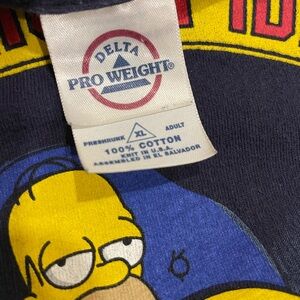 DELTA
PRO WEIGHT®
PRESHRUNK XL ADULT
100% COTTON
KNIT IN U.S.A.
ASSEMBLED IN EL SALVADOR